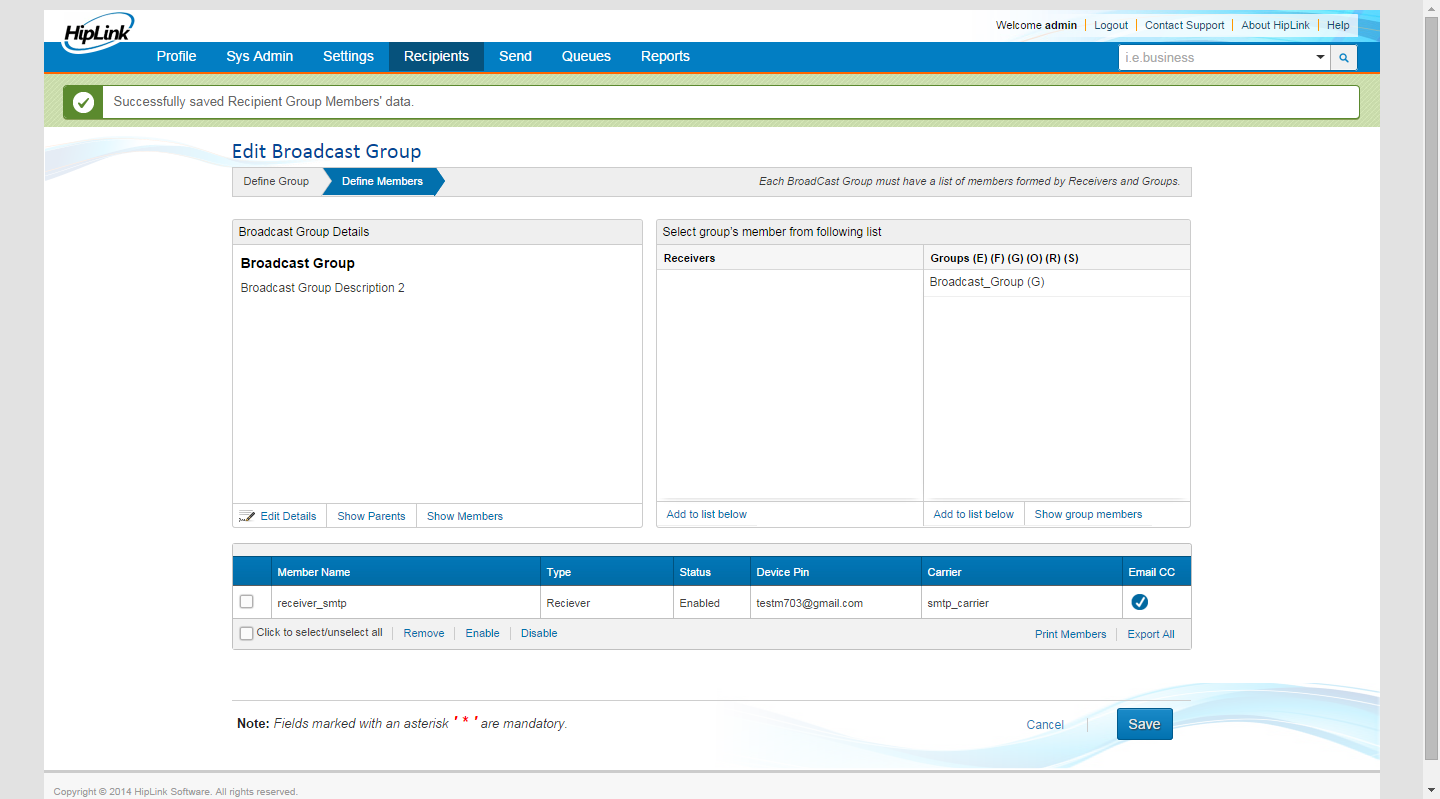 HipLink
Welcome admin Logout Contact Support About HipLink Help
Profile Sys Admin Settings Recipients Send Queues Reports i.e.business
Successfully saved Recipient Group Members' data.
Edit Broadcast Group
Define Group Define Members Each BroadCast Group must have a list of members formed by Receivers and Groups.
Broadcast Group Details
Broadcast Group
Broadcast Group Description 2
Edit Details Show Parents Show Members
Select group's member from following list
Receivers Groups (E) (F) (G) (O) (R) (S)
Broadcast_Group (G)
Add to list below Add to list below Show group members
Member Name Type Status Device Pin Carrier Email CC
receiver_smtp Reciever Enabled testm703@gmail.com smtp_carrier
Click to select/unselect all Remove Enable Disable Print Members Export All
Note: Fields marked with an asterisk ' * ' are mandatory. Cancel Save
Copyright © 2014 HipLink Software. All rights reserved.